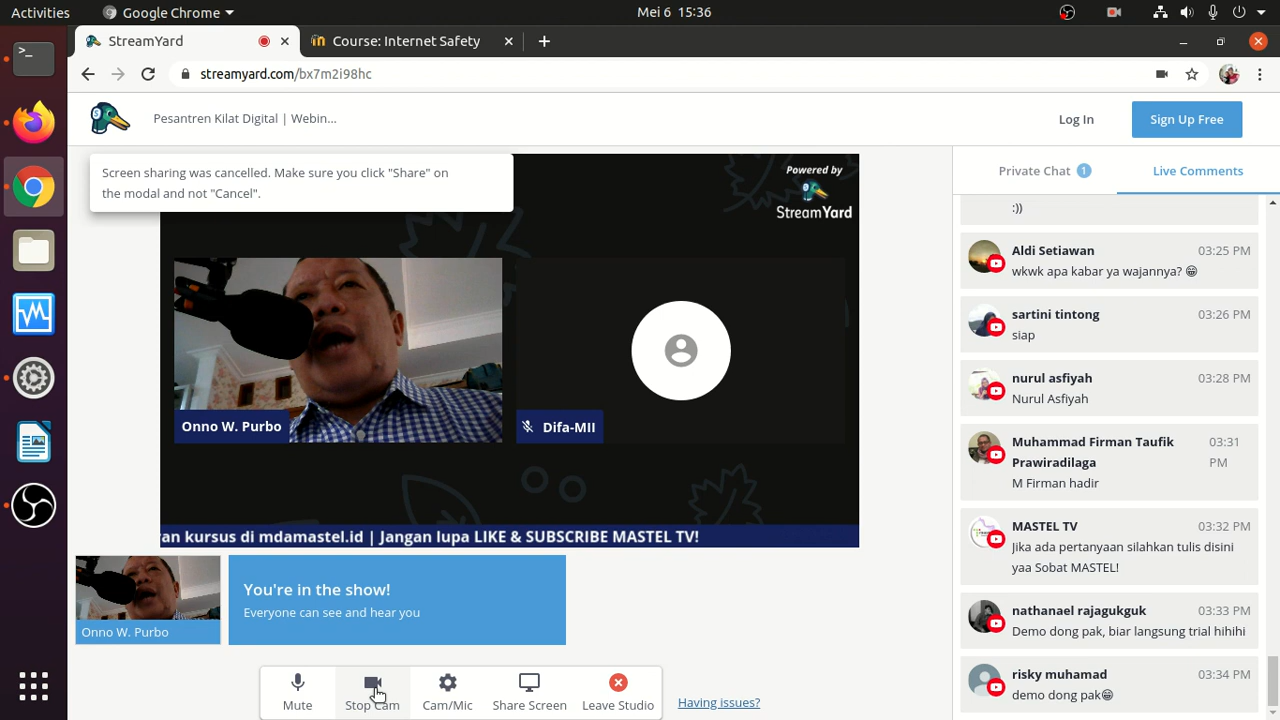 Activities
Google Chrome
Mei 6 15:36
StreamYard
Course: Internet Safety
streamyard.com/bx7m2i98hc
Pesantren Kilat Digital | Webin...
Log In
Sign Up Free
Screen sharing was cancelled. Make sure you click "Share" on
the modal and not "Cancel".
Powered by
StreamYard
Onno W. Purbo
Difa-MII
an kursus di mdamastel.id | Jangan lupa LIKE & SUBSCRIBE MASTEL TV!
Onno W. Purbo
You're in the show!
Everyone can see and hear you
Mute
Stop Cam
Cam/Mic
Share Screen
Leave Studio
Having issues?
Private Chat 1
Live Comments
:))
Aldi Setiawan 03:25 PM
wkwk apa kabar ya wajannya? 😁
sartini tintong 03:26 PM
siap
nurul asfiyah 03:28 PM
Nurul Asfiyah
Muhammad Firman Taufik 03:31
Prawiradilaga PM
M Firman hadir
MASTEL TV 03:32 PM
Jika ada pertanyaan silahkan tulis disini
yaa Sobat MASTEL!
nathanael rajagukguk 03:33 PM
Demo dong pak, biar langsung trial hihihi
risky muhamad 03:34 PM
demo dong pak😁